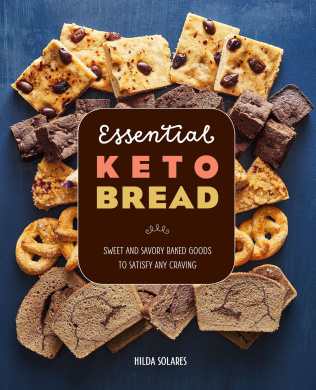 Essential
KETO
BREAD
SWEET AND SAVORY BAKED GOODS
TO SATISFY ANY CRAVING
HILDA SOLARES